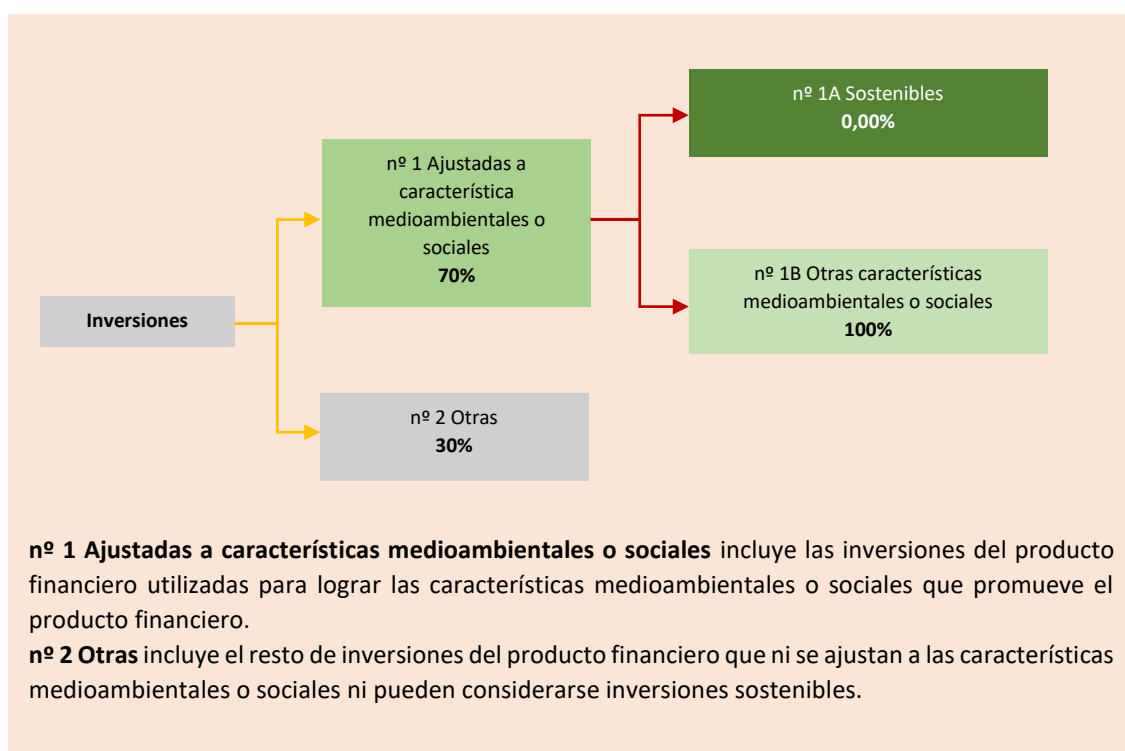 nº 1A Sostenibles
0,00%
nº 1 Ajustadas a
característica
medioambientales o
sociales
70%
nº 1B Otras características
medioambientales o sociales
100%
Inversiones
nº 2 Otras
30%
nº 1 Ajustadas a características medioambientales o sociales incluye las inversiones del producto
financiero utilizadas para lograr las características medioambientales o sociales que promueve el
producto financiero.
nº 2 Otras incluye el resto de inversiones del producto financiero que ni se ajustan a las características
medioambientales o sociales ni pueden considerarse inversiones sostenibles.